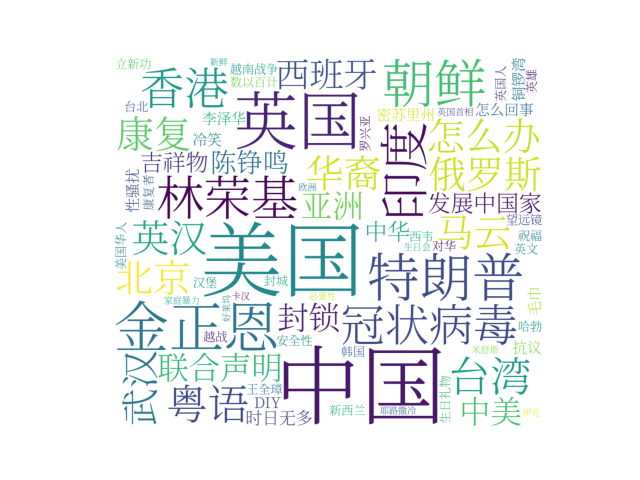 立新功
新鲜
越南战争
数以百计
台北
香港
西班牙
朝鲜
铜锣湾
英国人
英雄
李泽华
英国
罗兴亚
密苏里州
英国首相
怎么回事
康复
冷笑
吉祥物
陈铮鸣
华裔
印度
怎么办
俄罗斯
性骚扰
康复者
林荣基
欧洲
亚洲
发展中国家
望远镜
美国华人
英汉
美国
中华
西韦
对华
马云
祝福
英文
生日会
北京
汉堡
封城
特朗普
家庭暴力
好莱坞
卡汉
必要性
毛巾
金正恩
越战
封锁
安全性
冠状病毒
哈勃
武汉
联合声明
韩国
米舒斯
抗议
王全璋
中国
台湾
粤语
DIY
时日无多
新西兰
耶路撒冷
生日礼物
中美
伊凡